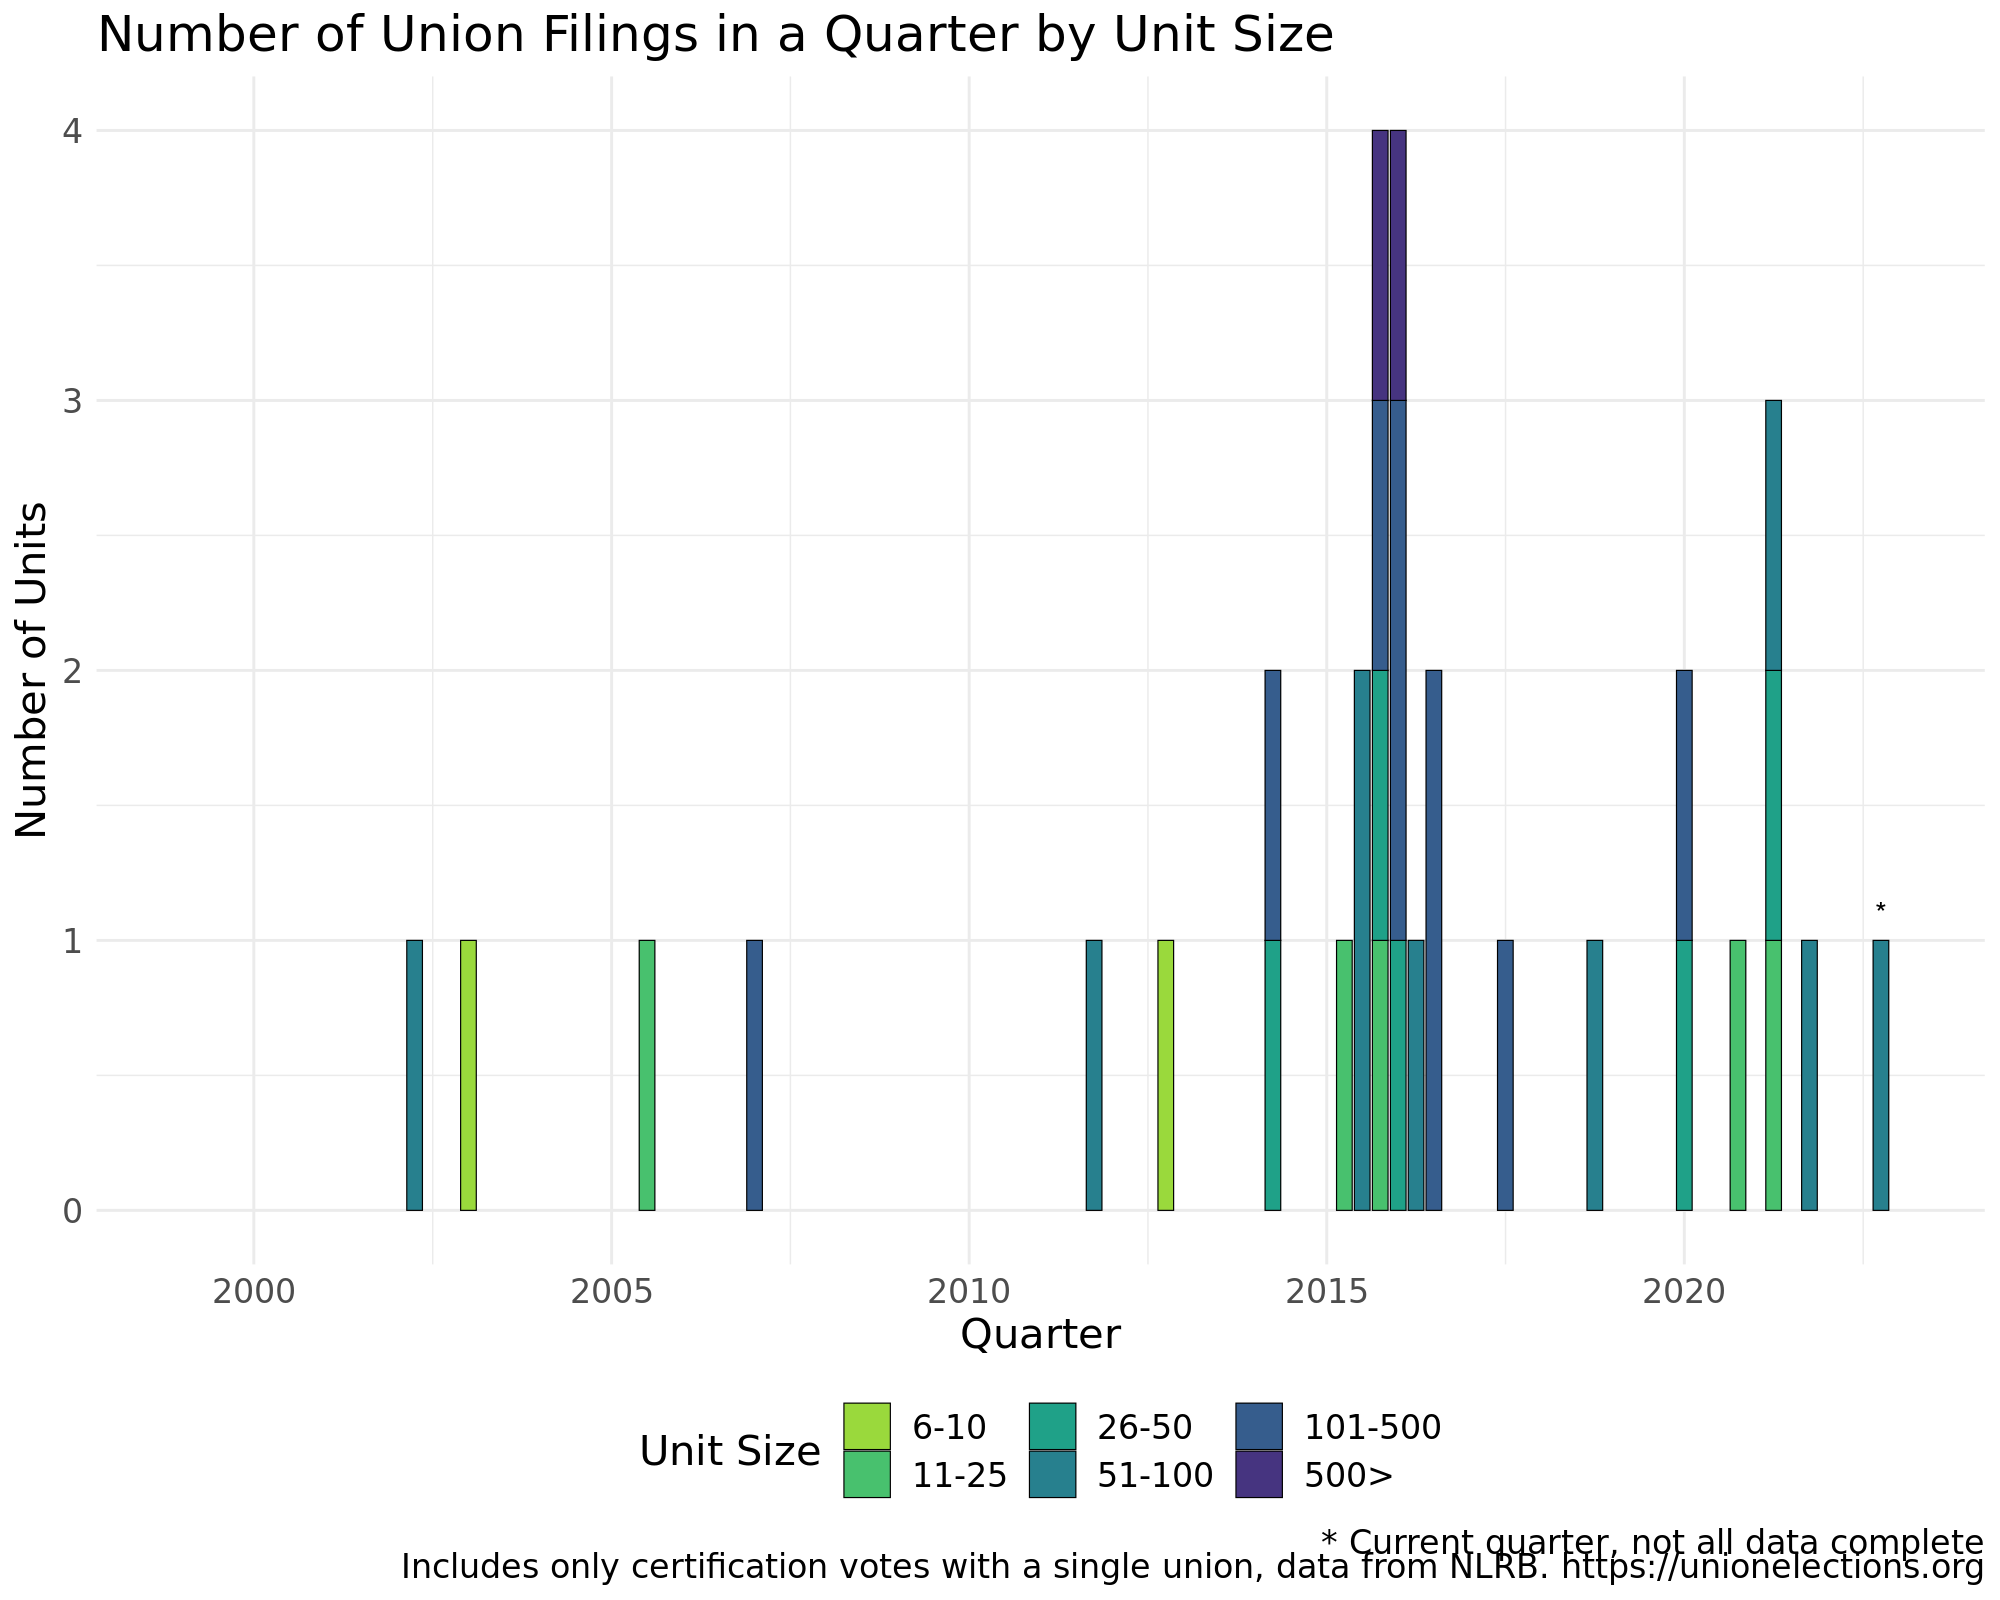 Number of Union Filings in a Quarter by Unit Size
Number of Units
4
3
2
1
0
*
2000 2005 2010 2015 2020
Quarter
Unit Size
6-10 26-50 101-500
11-25 51-100 500>
* Current quarter, not all data complete
Includes only certification votes with a single union, data from NLRB. https://unionelections.org